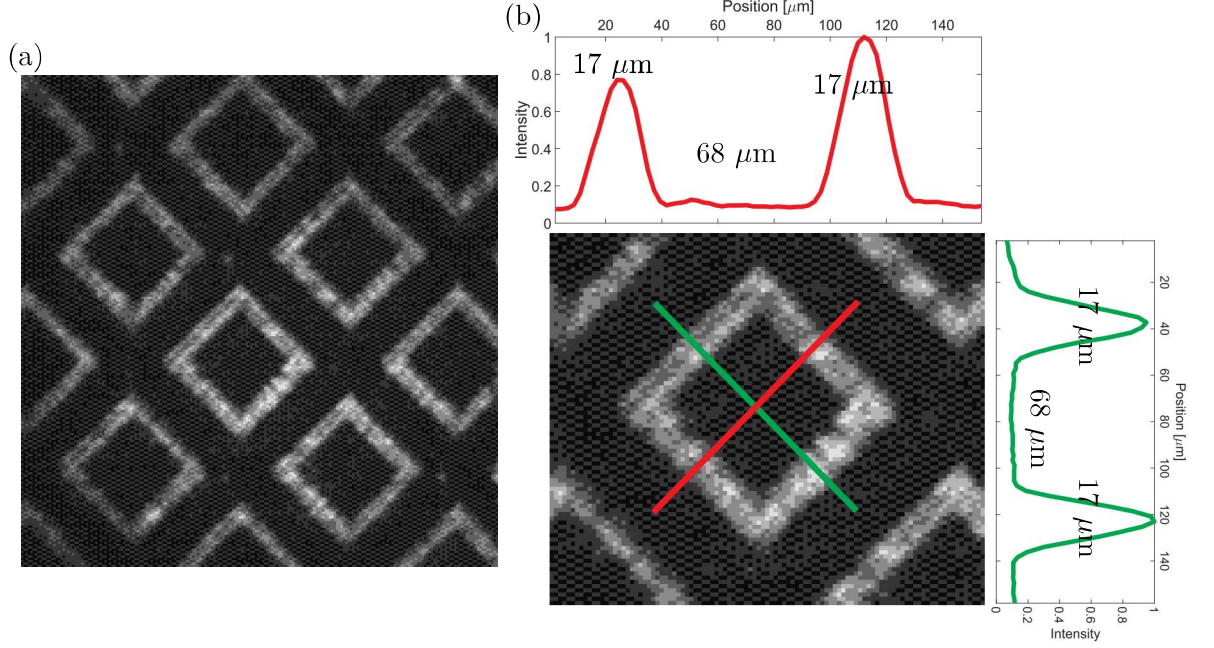 (a)
(b)
Position [μm]
20 40 60 80 100 120 140
1
0.8
0.6
0.4
0.2
0
Intensity
17 μm
17 μm
68 μm
20
40
60
80
100
120
140
Position [μm]
17 μm
68 μm
17 μm
0 0.2 0.4 0.6 0.8 1
Intensity